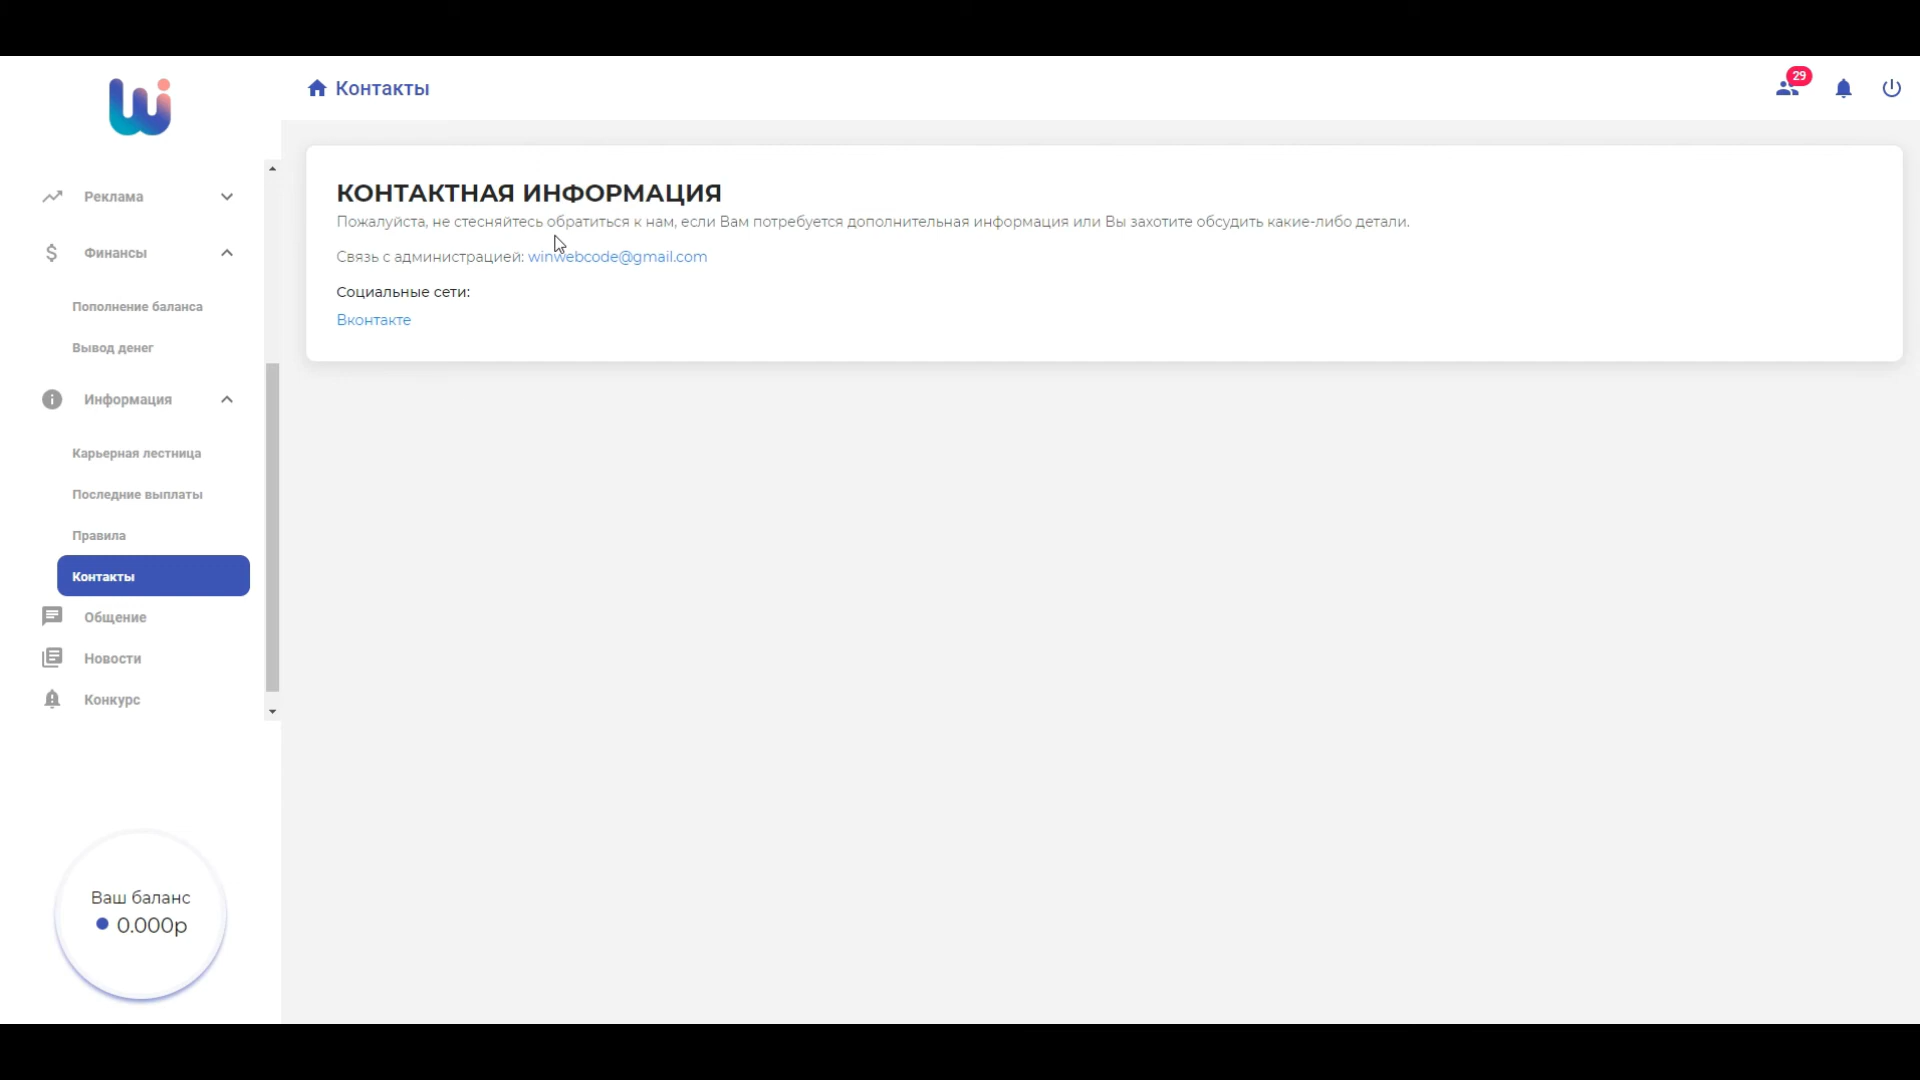 Wi
Контакты
29
Реклама
Финансы
Пополнение баланса
Вывод денег
Информация
Карьерная лестница
Последние выплаты
Правила
Контакты
Общение
Новости
Конкурс
Ваш баланс
0.000р
КОНТАКТНАЯ ИНФОРМАЦИЯ
Пожалуйста, не стесняйтесь обратиться к нам, если Вам потребуется дополнительная информация или Вы захотите обсудить какие-либо детали.
Связь с администрацией: winwebcode@gmail.com
Социальные сети:
Вконтакте